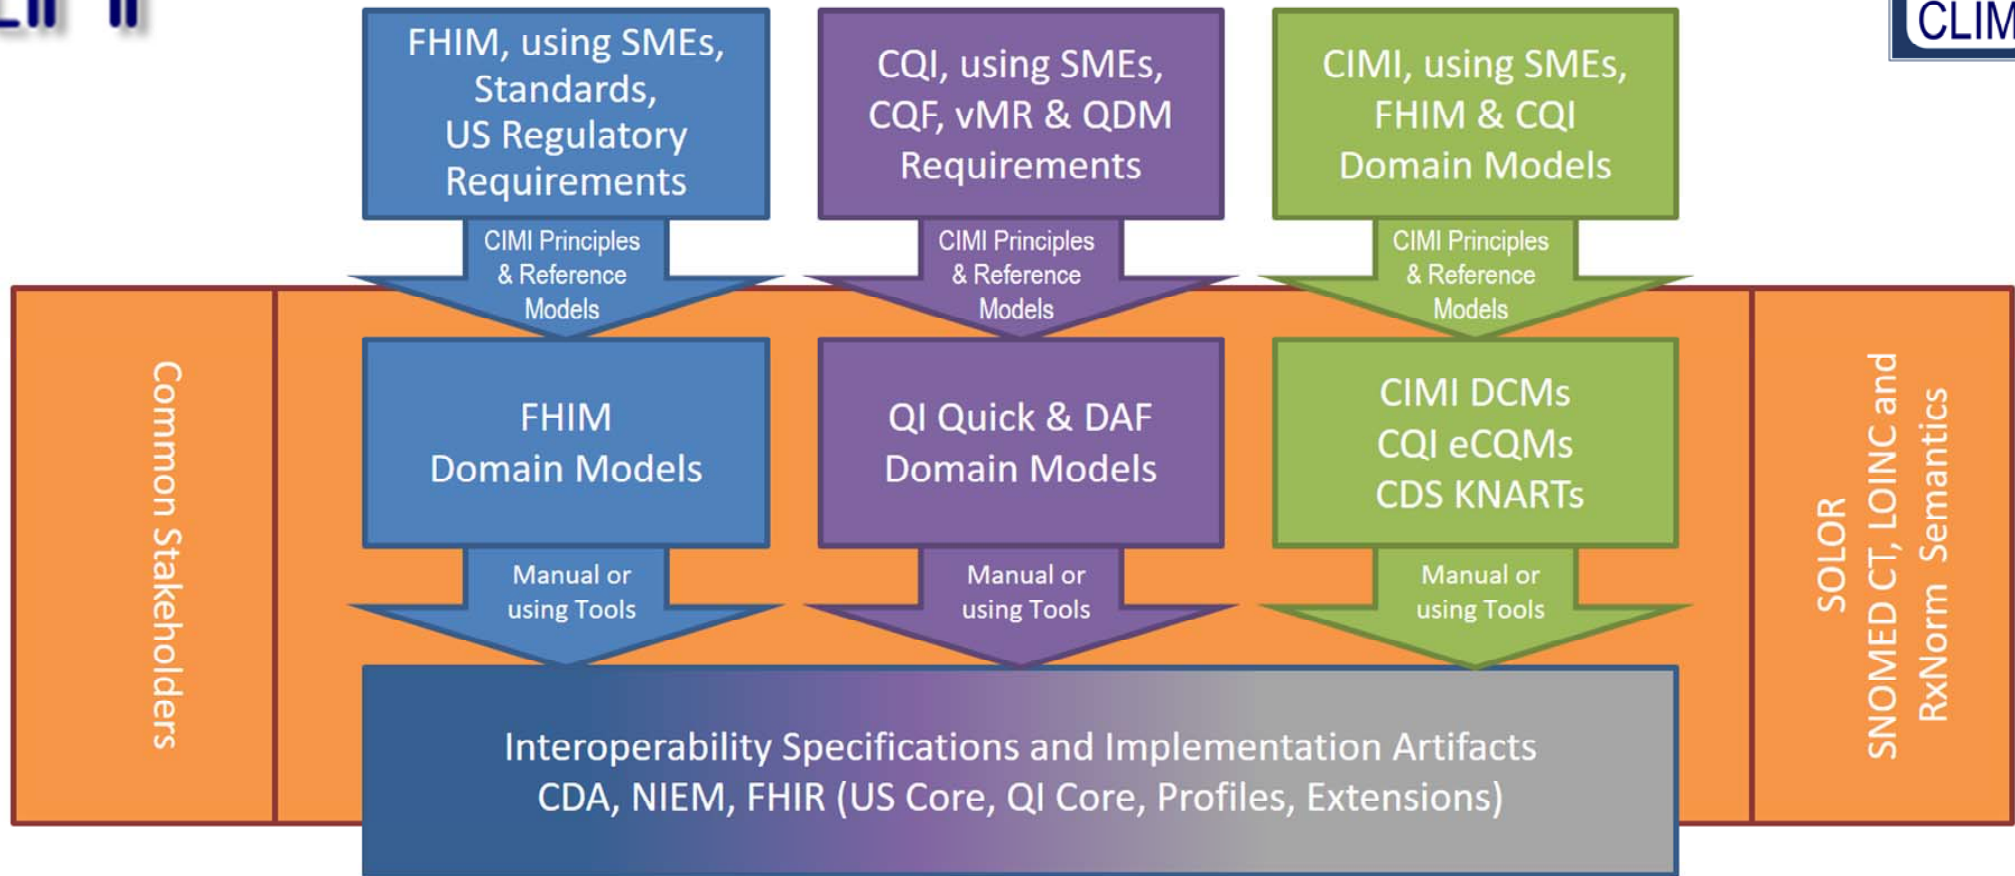 CLIM
FHIM, using SMEs,
Standards,
US Regulatory
Requirements
CQI, using SMEs,
CQF, vMR & QDM
Requirements
CIMI, using SMEs,
FHIM & CQI
Domain Models
CIMI Principles
& Reference
Models
CIMI Principles
& Reference
Models
CIMI Principles
& Reference
Models
Common Stakeholders
FHIM
Domain Models
QI Quick & DAF
Domain Models
CIMI DCMs
CQI eCQMs
CDS KNARTs
SOLOR
SNOMED CT, LOINC and
RxNorm Semantics
Manual or
using Tools
Manual or
using Tools
Manual or
using Tools
Interoperability Specifications and Implementation Artifacts
CDA, NIEM, FHIR (US Core, QI Core, Profiles, Extensions)